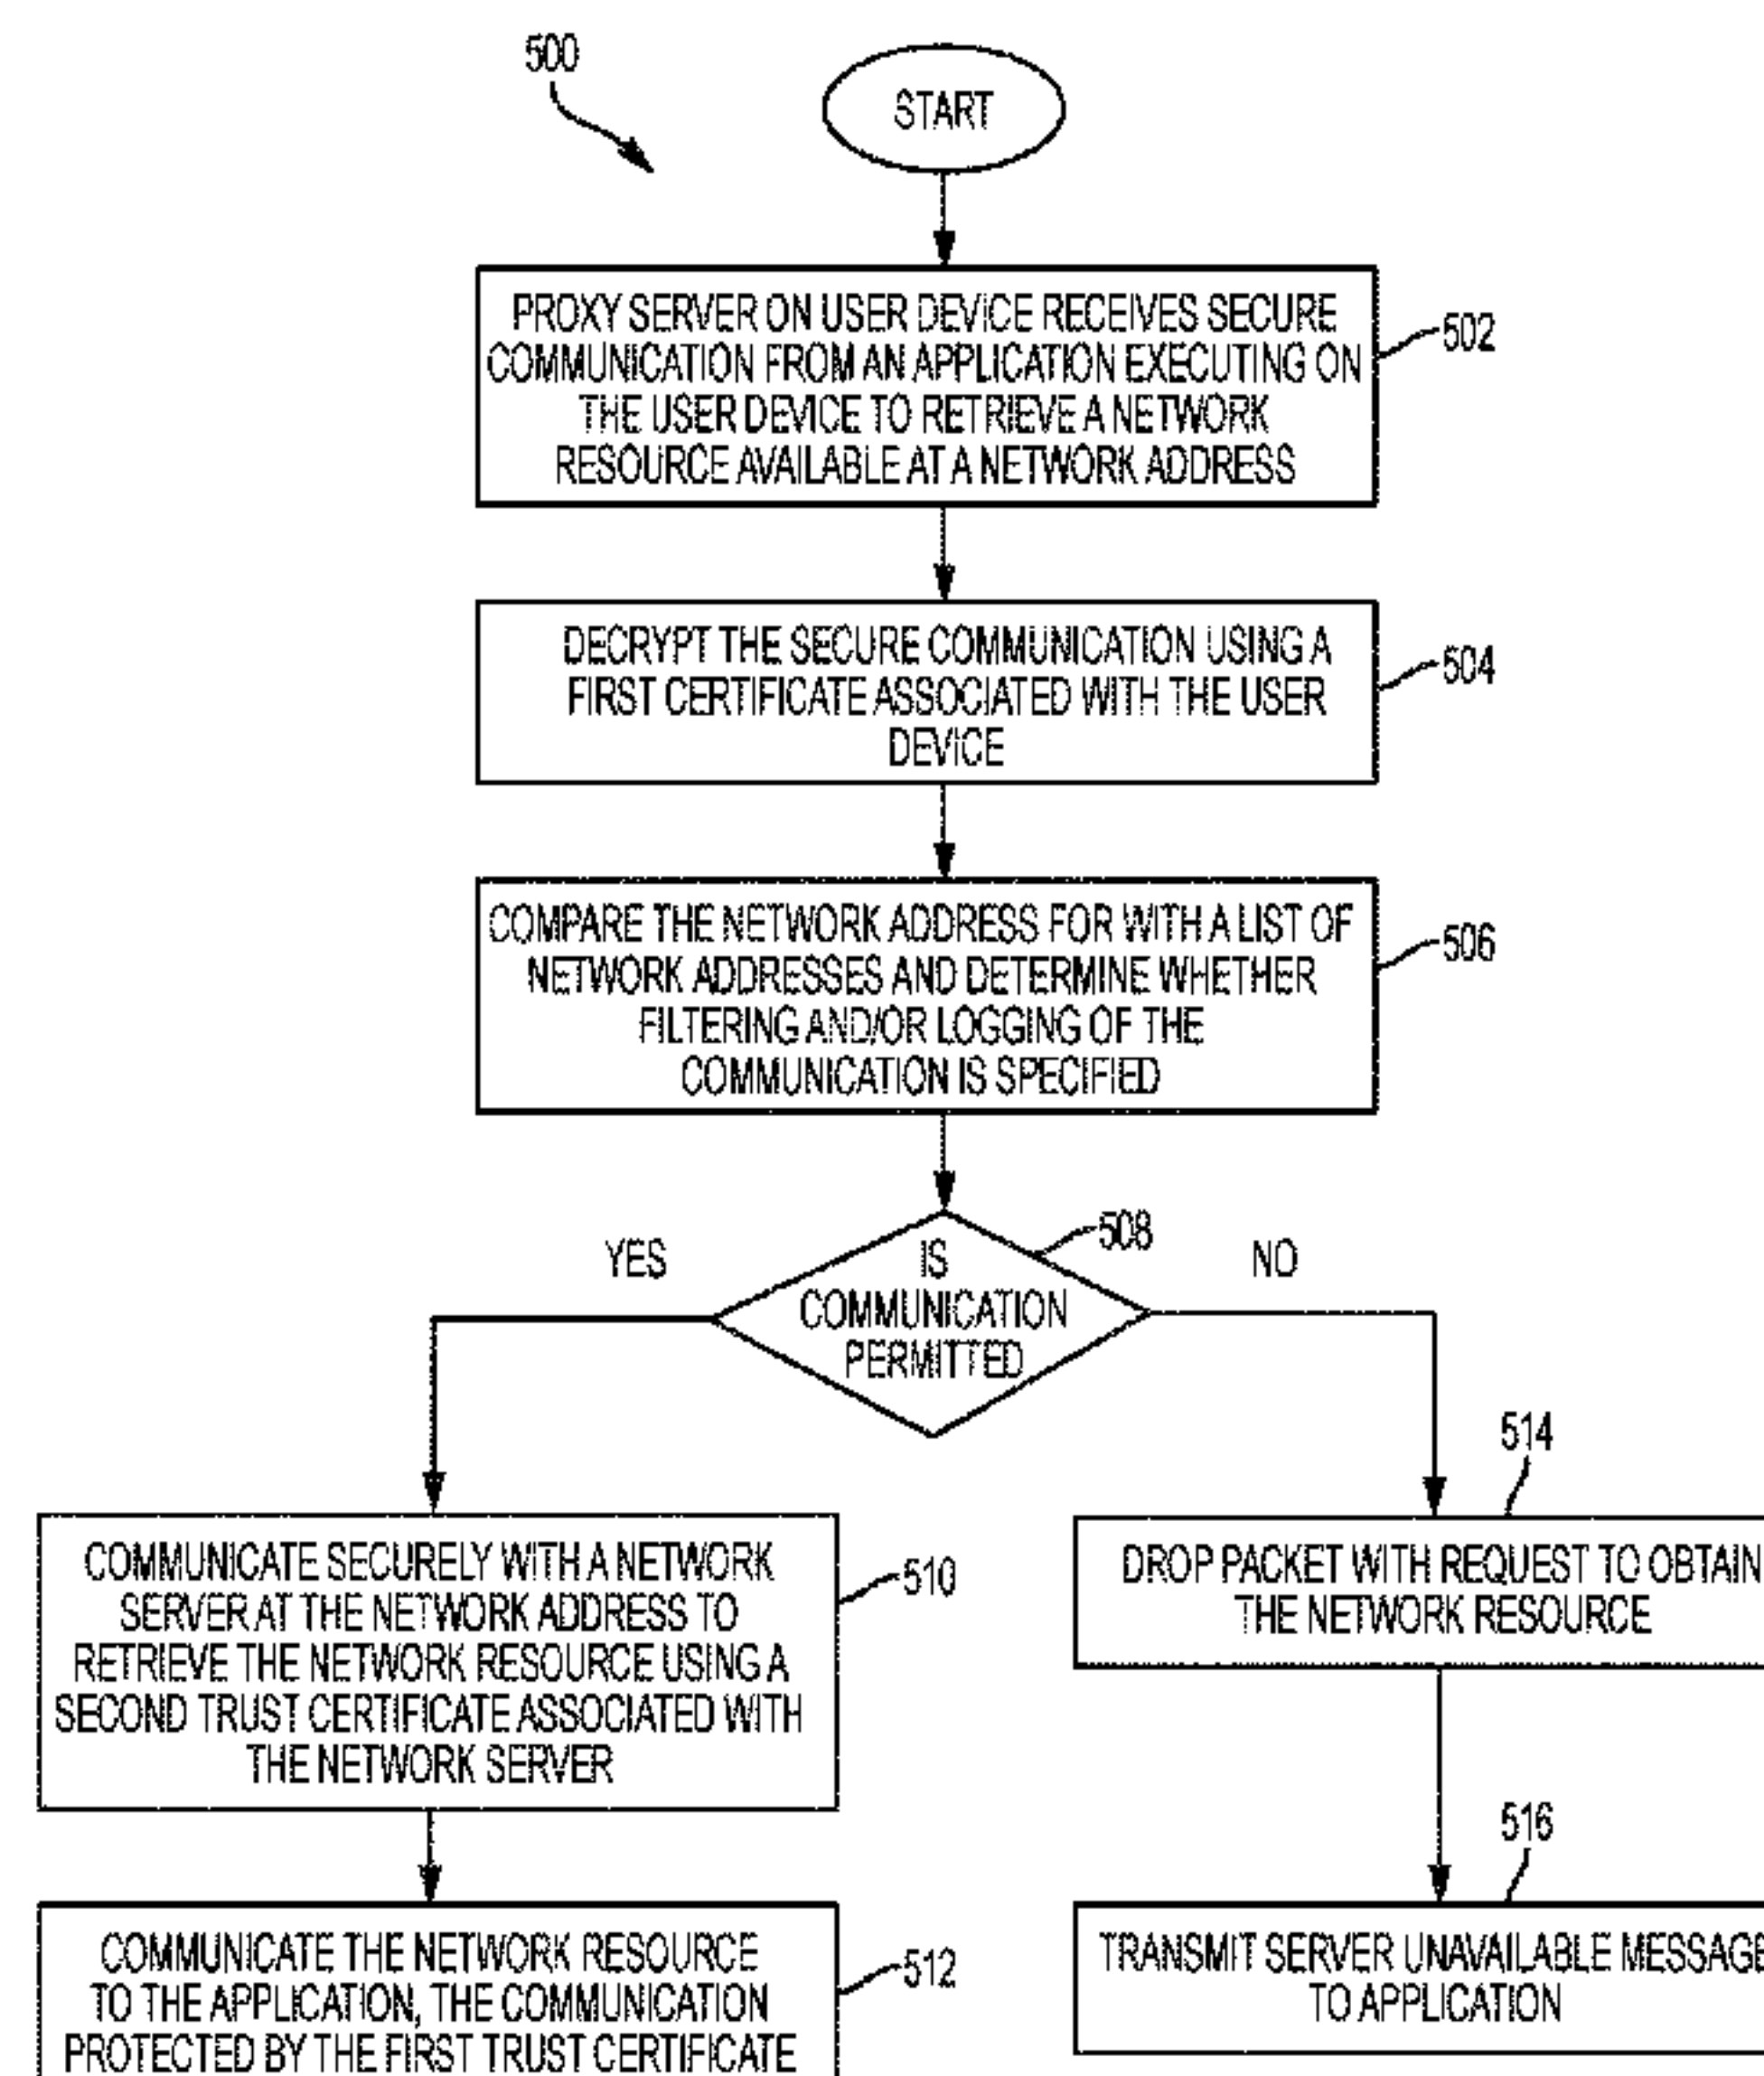 500
START
PROXY SERVER ON USER DEVICE RECEIVES SECURE
COMMUNICATION FROM AN APPLICATION EXECUTING ON
THE USER DEVICE TO RETRIEVE A NETWORK
RESOURCE AVAILABLE AT A NETWORK ADDRESS
502
DECRYPT THE SECURE COMMUNICATION USING A
FIRST CERTIFICATE ASSOCIATED WITH THE USER
DEVICE
504
COMPARE THE NETWORK ADDRESS FOR WITH A LIST OF
NETWORK ADDRESSES AND DETERMINE WHETHER
FILTERING AND/OR LOGGING OF THE
COMMUNICATION IS SPECIFIED
506
508
YES
IS
COMMUNICATION
PERMITTED
NO
COMMUNICATE SECURELY WITH A NETWORK
SERVER AT THE NETWORK ADDRESS TO
RETRIEVE THE NETWORK RESOURCE USING A
SECOND TRUST CERTIFICATE ASSOCIATED WITH
THE NETWORK SERVER
510
514
DROP PACKET WITH REQUEST TO OBTAIN
THE NETWORK RESOURCE
COMMUNICATE THE NETWORK RESOURCE
TO THE APPLICATION, THE COMMUNICATION
PROTECTED BY THE FIRST TRUST CERTIFICATE
512
516
TRANSMIT SERVER UNAVAILABLE MESSAGE
TO APPLICATION